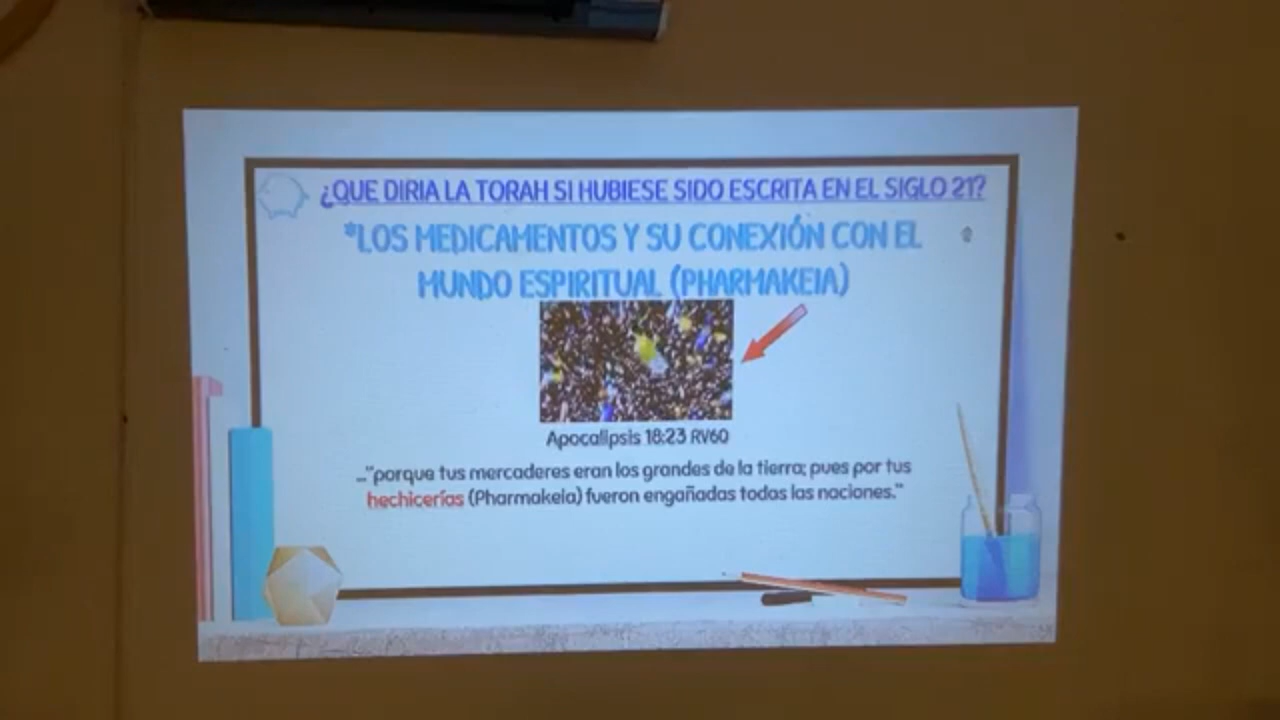 ¿QUE DIRIA LA TORAH SI HUBIESE SIDO ESCRITA EN EL SIGLO 21?
*LOS MEDICAMENTOS Y SU CONEXIÓN CON EL
MUNDO ESPIRITUAL (PHARMAKEIA)
Apocalipsis 18:23 RV60
..."porque tus mercaderes eran los grandes de la tierra; pues por tus
hechicerías (Pharmakeia) fueron engañadas todas las naciones."